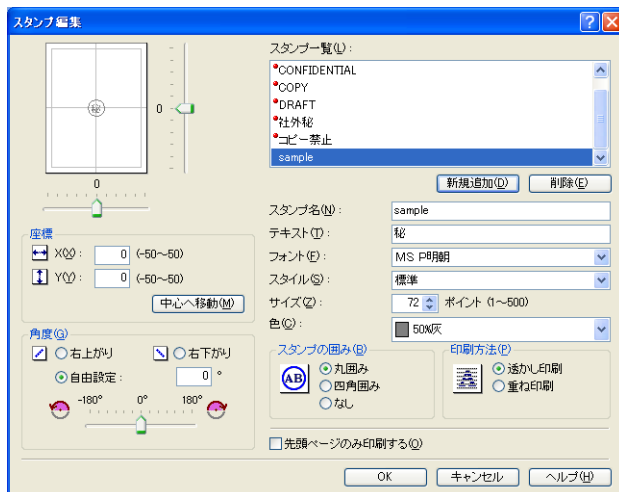 スタンプ編集
秘
0
0
座標
X(X):
0
(-50~50)
Y(Y):
0
(-50~50)
中心へ移動(M)
角度(G)
右上がり
右下がり
自由設定:
0 °
-180°
0°
180°
スタンプ一覧(L):
CONFIDENTIAL
COPY
DRAFT
社外秘
コピー禁止
sample
新規追加(D)
削除(E)
スタンプ名(N):
sample
テキスト(T):
秘
フォント(F):
MS P明朝
スタイル(S):
標準
サイズ(Z):
72
ポイント (1~500)
色(C):
50%灰
スタンプの囲み(B)
AB
丸囲み
四角囲み
なし
印刷方法(P)
透かし印刷
重ね印刷
先頭ページのみ印刷する(O)
OK
キャンセル
ヘルプ(H)